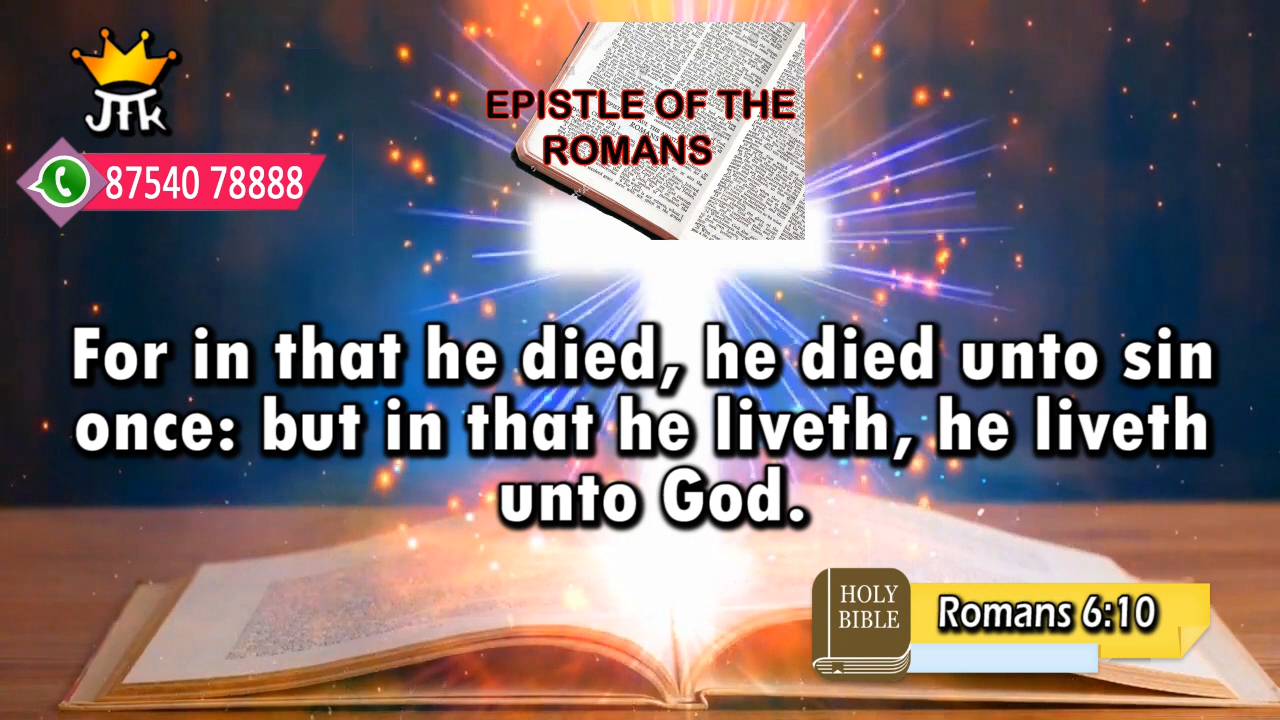 JTK
87540 78888
EPISTLE OF THE
ROMANS
For in that he died, he died unto sin
once: but in that he liveth, he liveth
unto God.
HOLY
BIBLE
Romans 6:10